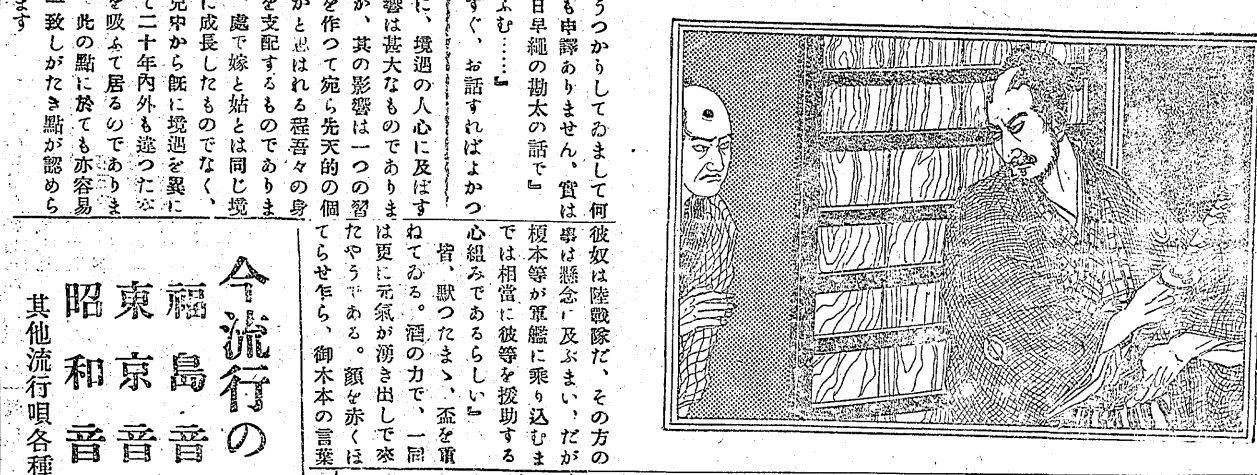 うつかりしてゐまして何
も申譯ありません、實は
日早繩の勘太の話で』
ふむ……』
すぐ、お話すればよかつ
彼奴は陸戰隊だ、その方の
擧は懸念に及ぶまい、だが
榎本等が軍艦に乘り込むま
では相當に彼等を援助する
心組みであるらしい』
皆、默つたまゝ、盃を重
ねてゐる。酒の力で、一同
は更に元氣が湧き出して來
たやうである。顏を赤くほ
てらせ乍ら、御木本の言葉
に、境遇の人心に及ぼす
響は甚大なものでありま
が、其の影響は一つの習
を作つて宛ら先天的の個
かと思はれる程吾々の身
を支配するものでありま
處で嫁と姑とは同じ境
に成長したものでなく、
中から既に境遇を異に
て二十年內外も違つた
を吸ふて居るのでありま
此の點に於ても亦容易
一致しがたき點が認めら
ます
今流行の
福島音
東京音
昭和音
其他流行唄各種